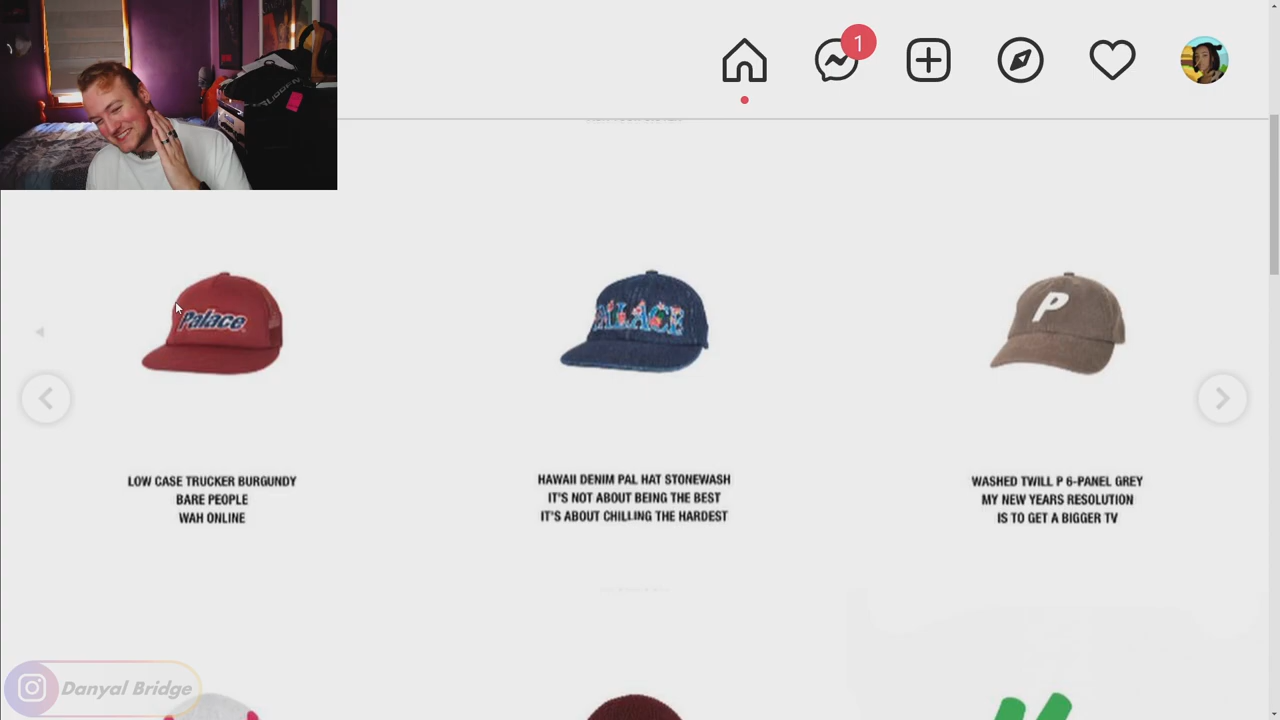 1
Palace
PALACE
P
LOW CASE TRUCKER BURGUNDY
BARE PEOPLE
WAH ONLINE
HAWAII DENIM PAL HAT STONEWASH
IT'S NOT ABOUT BEING THE BEST
IT'S ABOUT CHILLING THE HARDEST
WASHED TWILL P 6-PANEL GREY
MY NEW YEARS RESOLUTION
IS TO GET A BIGGER TV
Danyal Bridge